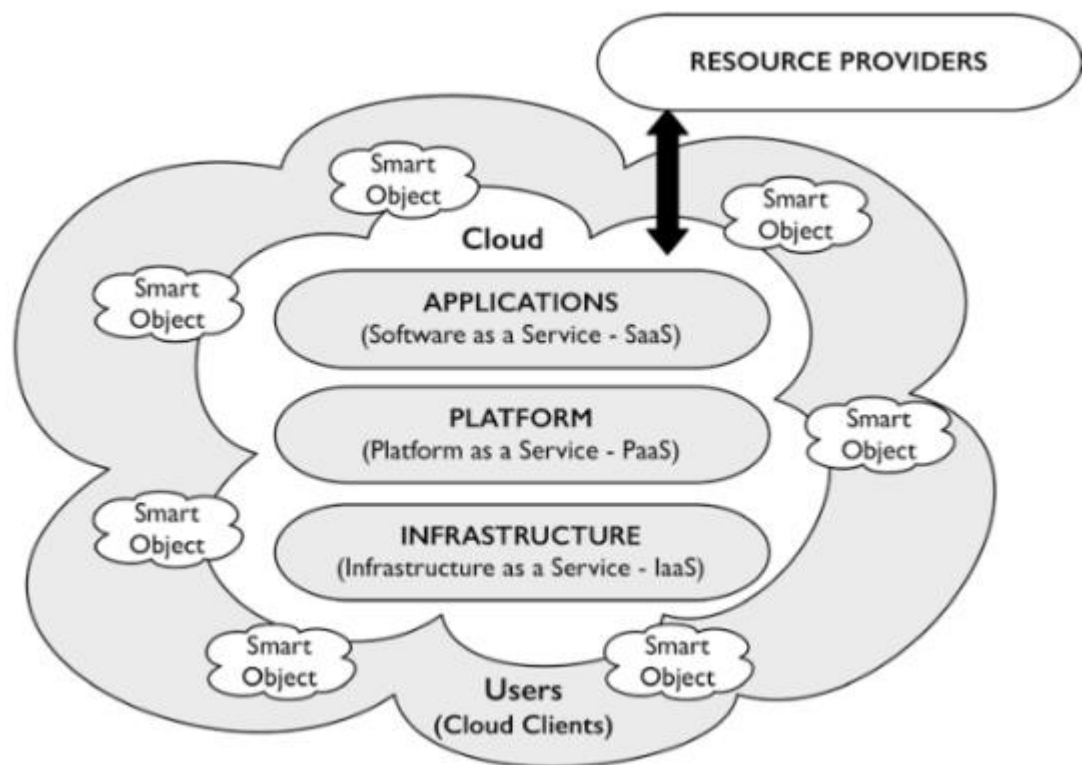 RESOURCE PROVIDERS
Smart
Object
Smart
Object
Cloud
Smart
Object
APPLICATIONS
(Software as a Service - SaaS)
PLATFORM
(Platform as a Service - PaaS)
Smart
Object
Smart
Object
INFRASTRUCTURE
(Infrastructure as a Service - IaaS)
Smart
Object
Smart
Object
Users
(Cloud Clients)